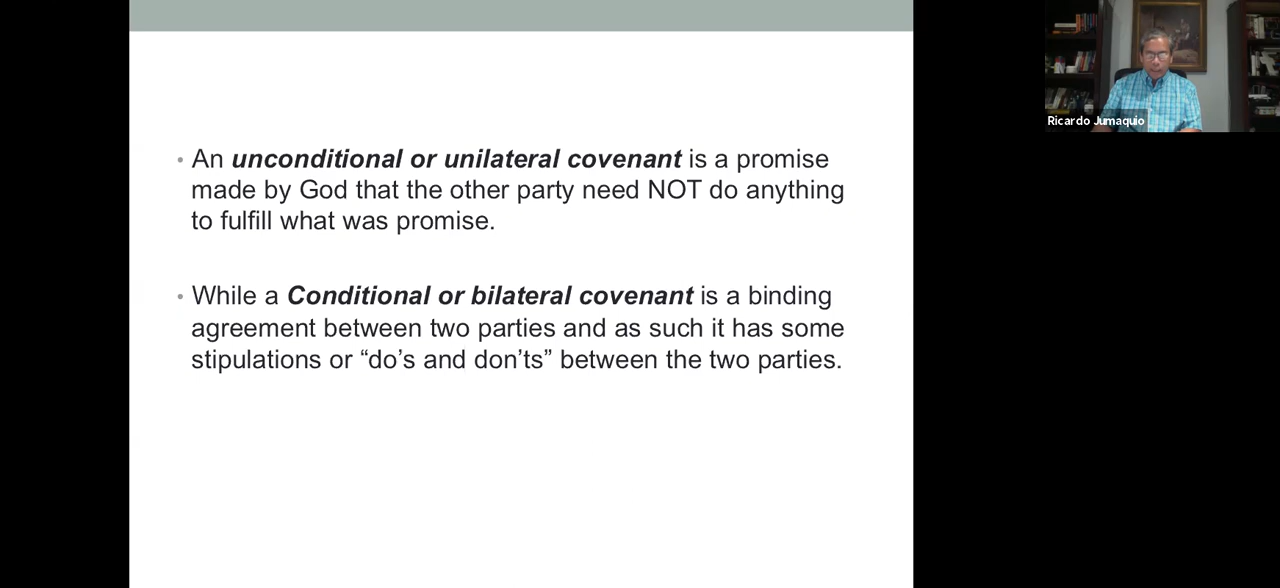 • An unconditional or unilateral covenant is a promise
made by God that the other party need NOT do anything
to fulfill what was promise.
• While a Conditional or bilateral covenant is a binding
agreement between two parties and as such it has some
stipulations or “do’s and don’ts” between the two parties.
Ricardo Jumaquio